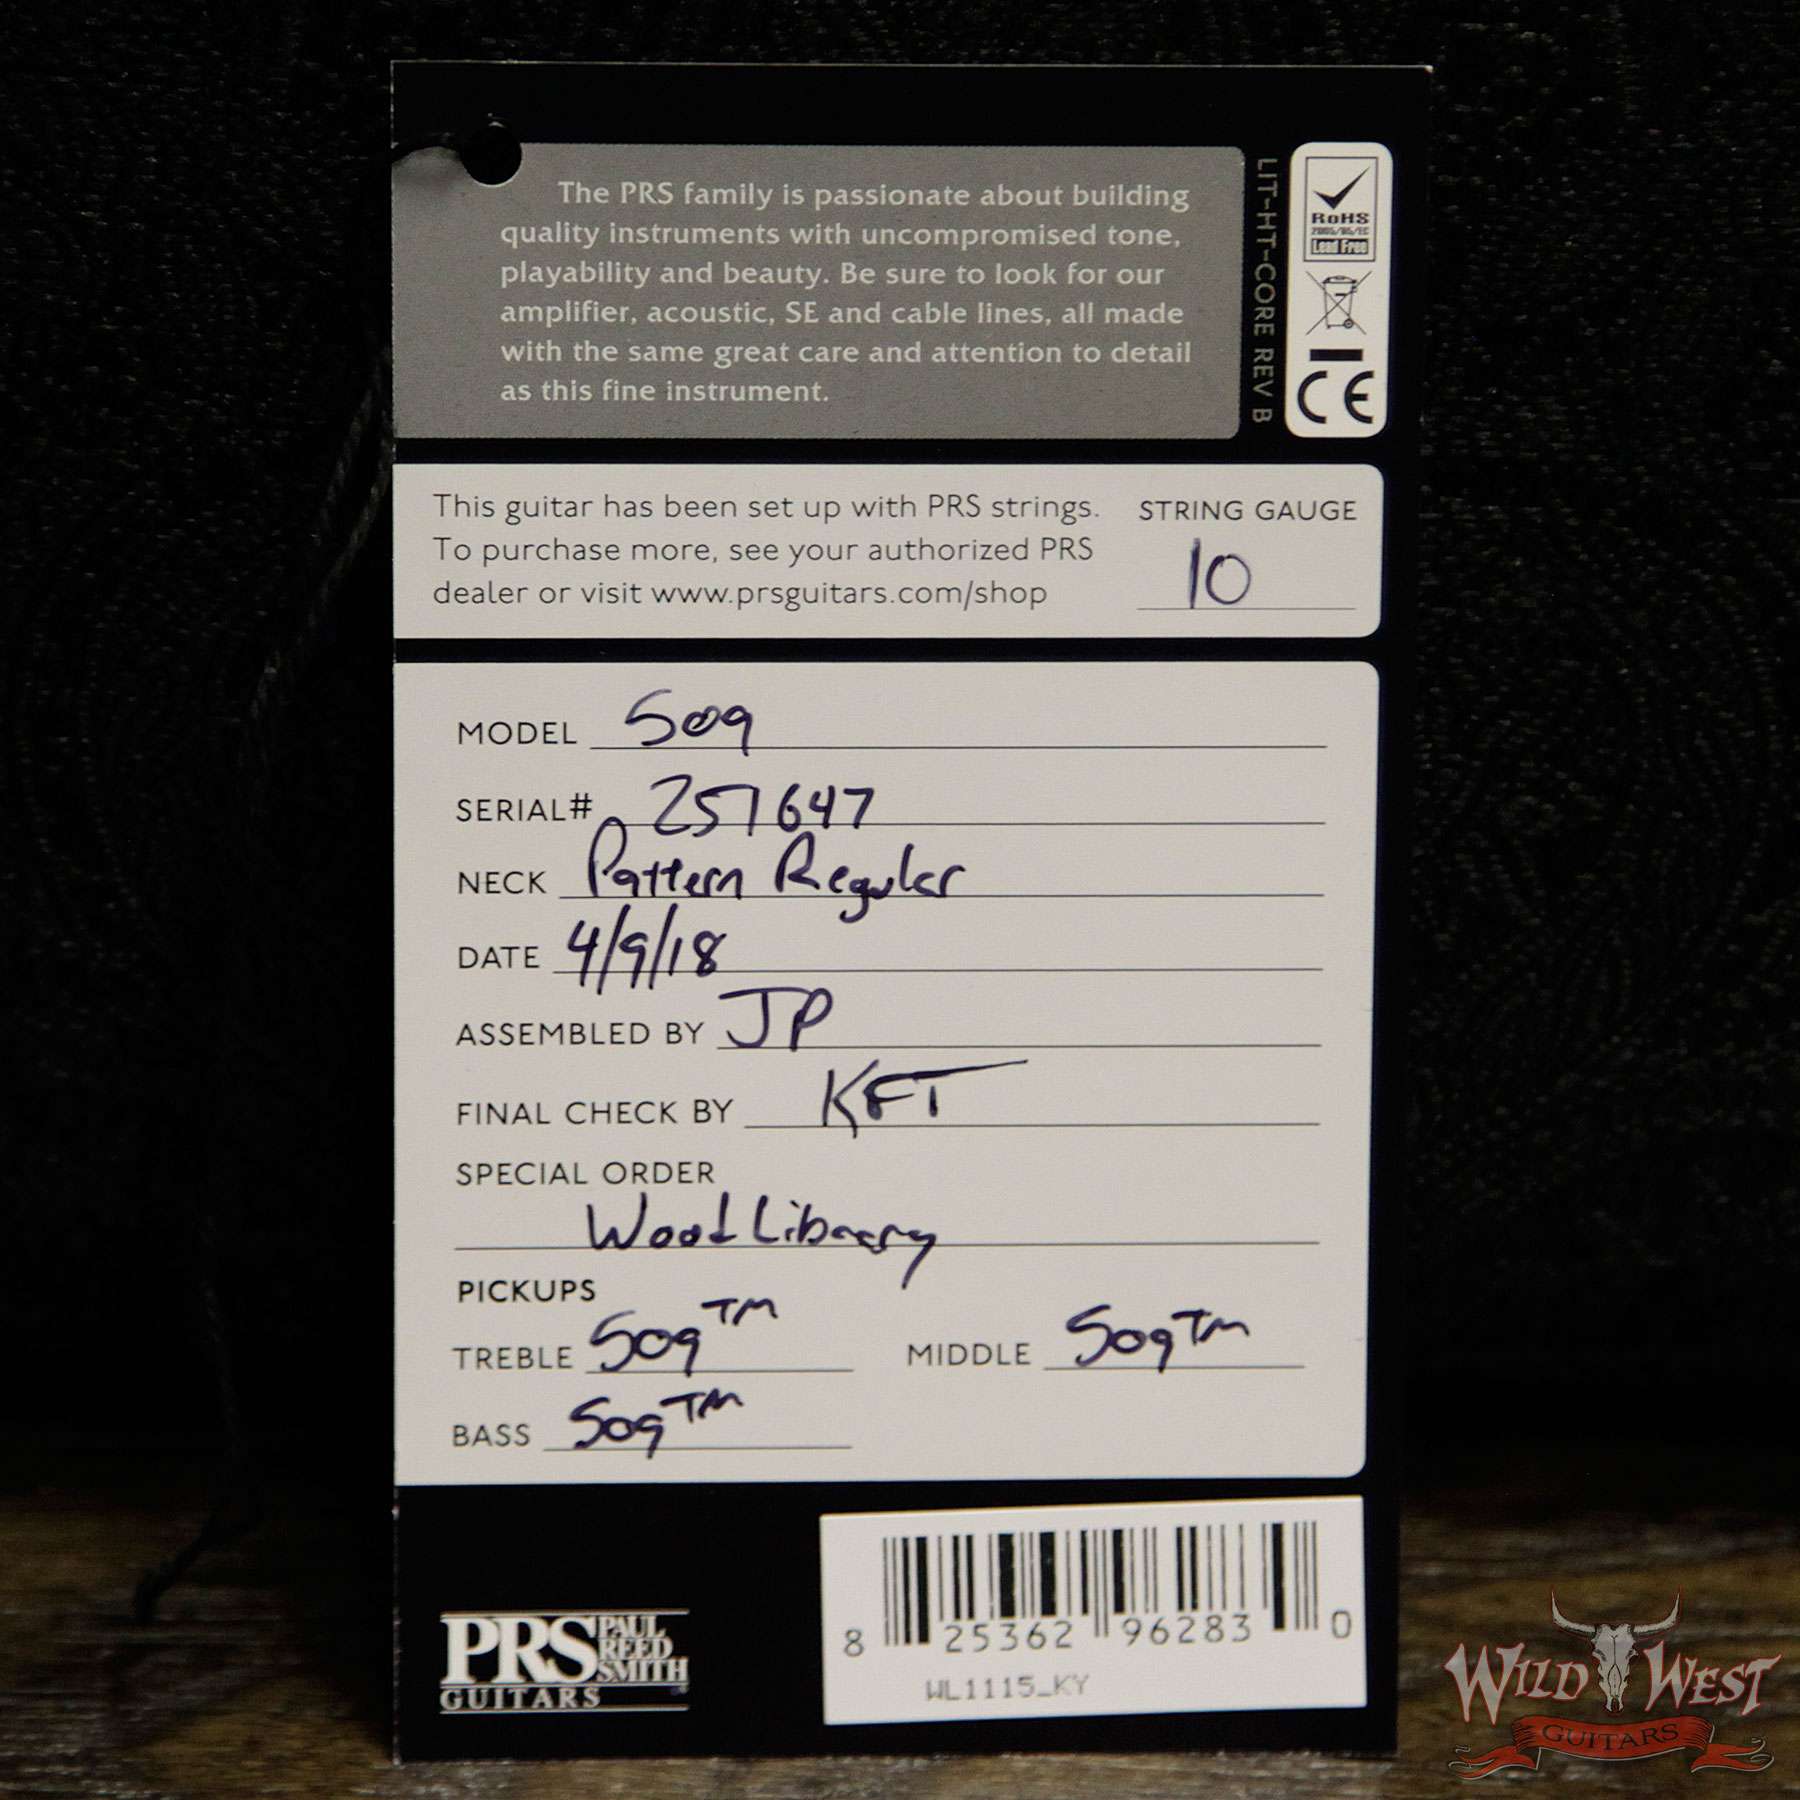 The PRS family is passionate about building
quality instruments with uncompromised tone,
playability and beauty. Be sure to look for our
amplifier, acoustic, SE and cable lines, all made
with the same great care and attention to detail
as this fine instrument.
LIT-HT-CORE REV B
RoHS
2005/95/EC
Lead Free
CE
This guitar has been set up with PRS strings.
To purchase more, see your authorized PRS
dealer or visit www.prsguitars.com/shop
STRING GAUGE
10
MODEL 509
SERIAL# 257647
NECK Pattern Regular
DATE 4/9/18
ASSEMBLED BY JP
FINAL CHECK BY KFT
SPECIAL ORDER
Wood Library
PICKUPS
TREBLE 509™ MIDDLE 509™
BASS 509™
8 25362 96283 0
WL1115_KY
PRS PAUL REED SMITH
GUITARS
WILD WEST
GUITARS